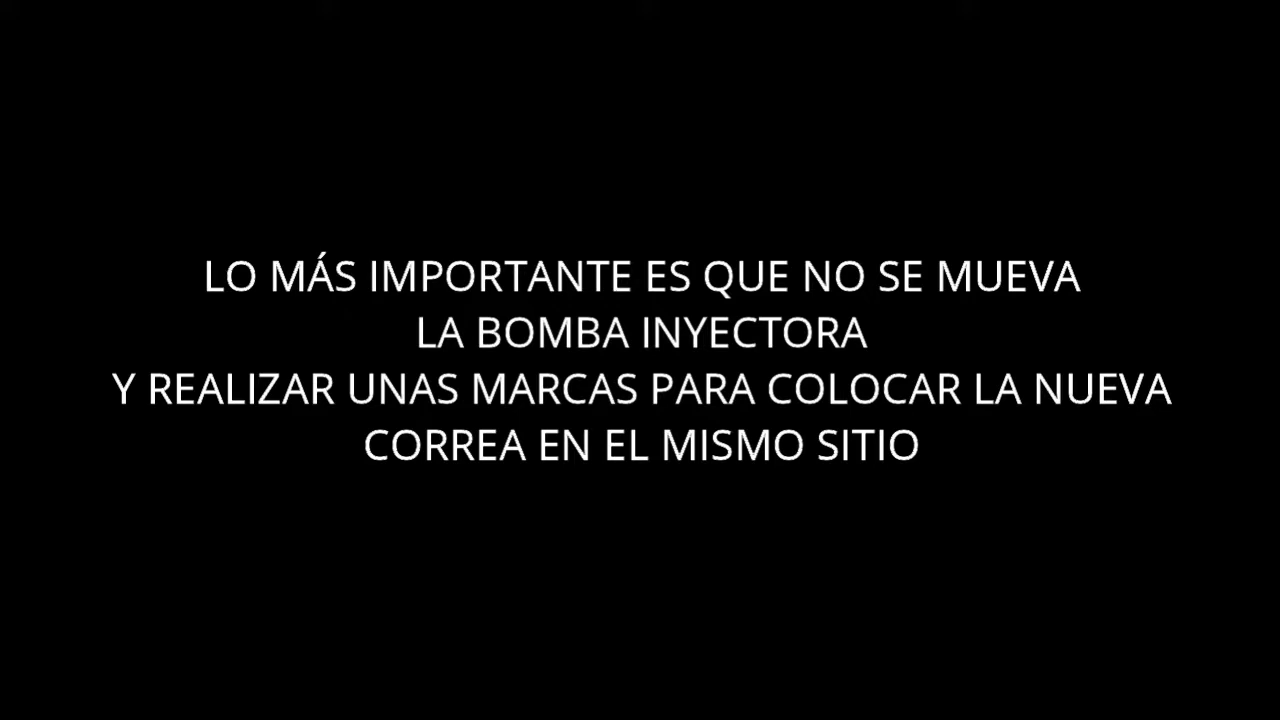 LO MÁS IMPORTANTE ES QUE NO SE MUEVA
LA BOMBA INYECTORA
Y REALIZAR UNAS MARCAS PARA COLOCAR LA NUEVA
CORREA EN EL MISMO SITIO